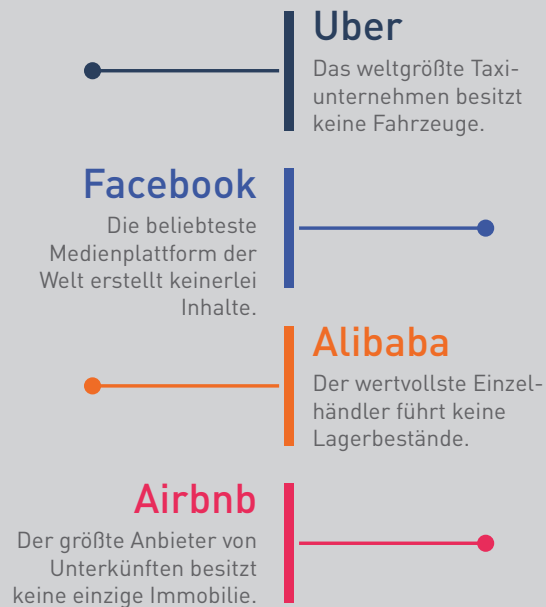 Uber
Das weltgrößte Taxi-
unternehmen besitzt
keine Fahrzeuge.
Facebook
Die beliebteste
Medienplattform der
Welt erstellt keinerlei
Inhalte.
Alibaba
Der wertvollste Einzel-
händler führt keine
Lagerbestände.
Airbnb
Der größte Anbieter von
Unterkünften besitzt
keine einzige Immobilie.